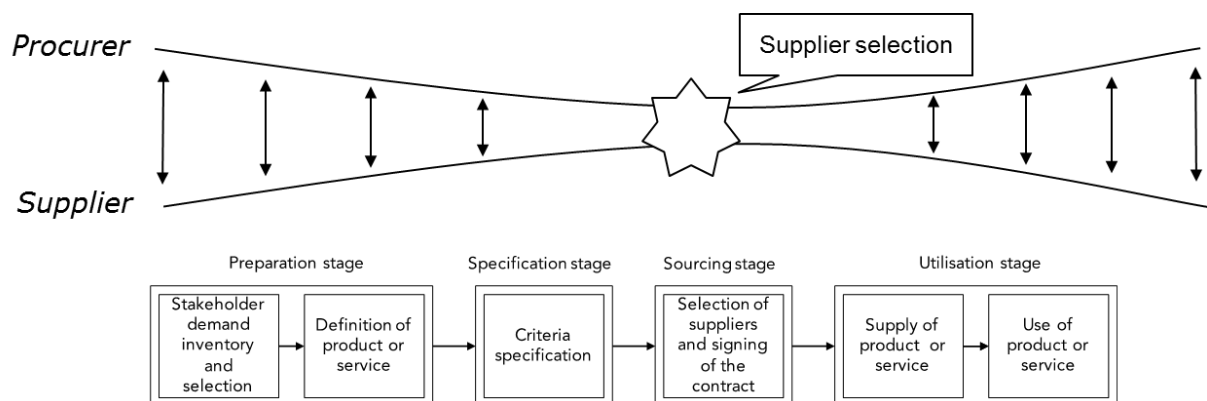 Procurer
Supplier selection
Supplier
Preparation stage
Specification stage
Sourcing stage
Utilisation stage
Stakeholder
demand
inventory
and
selection
Definition of
product or
service
Criteria
specification
Selection of
suppliers
and signing
of the
contract
Supply of
product or
service
Use of
product or
service